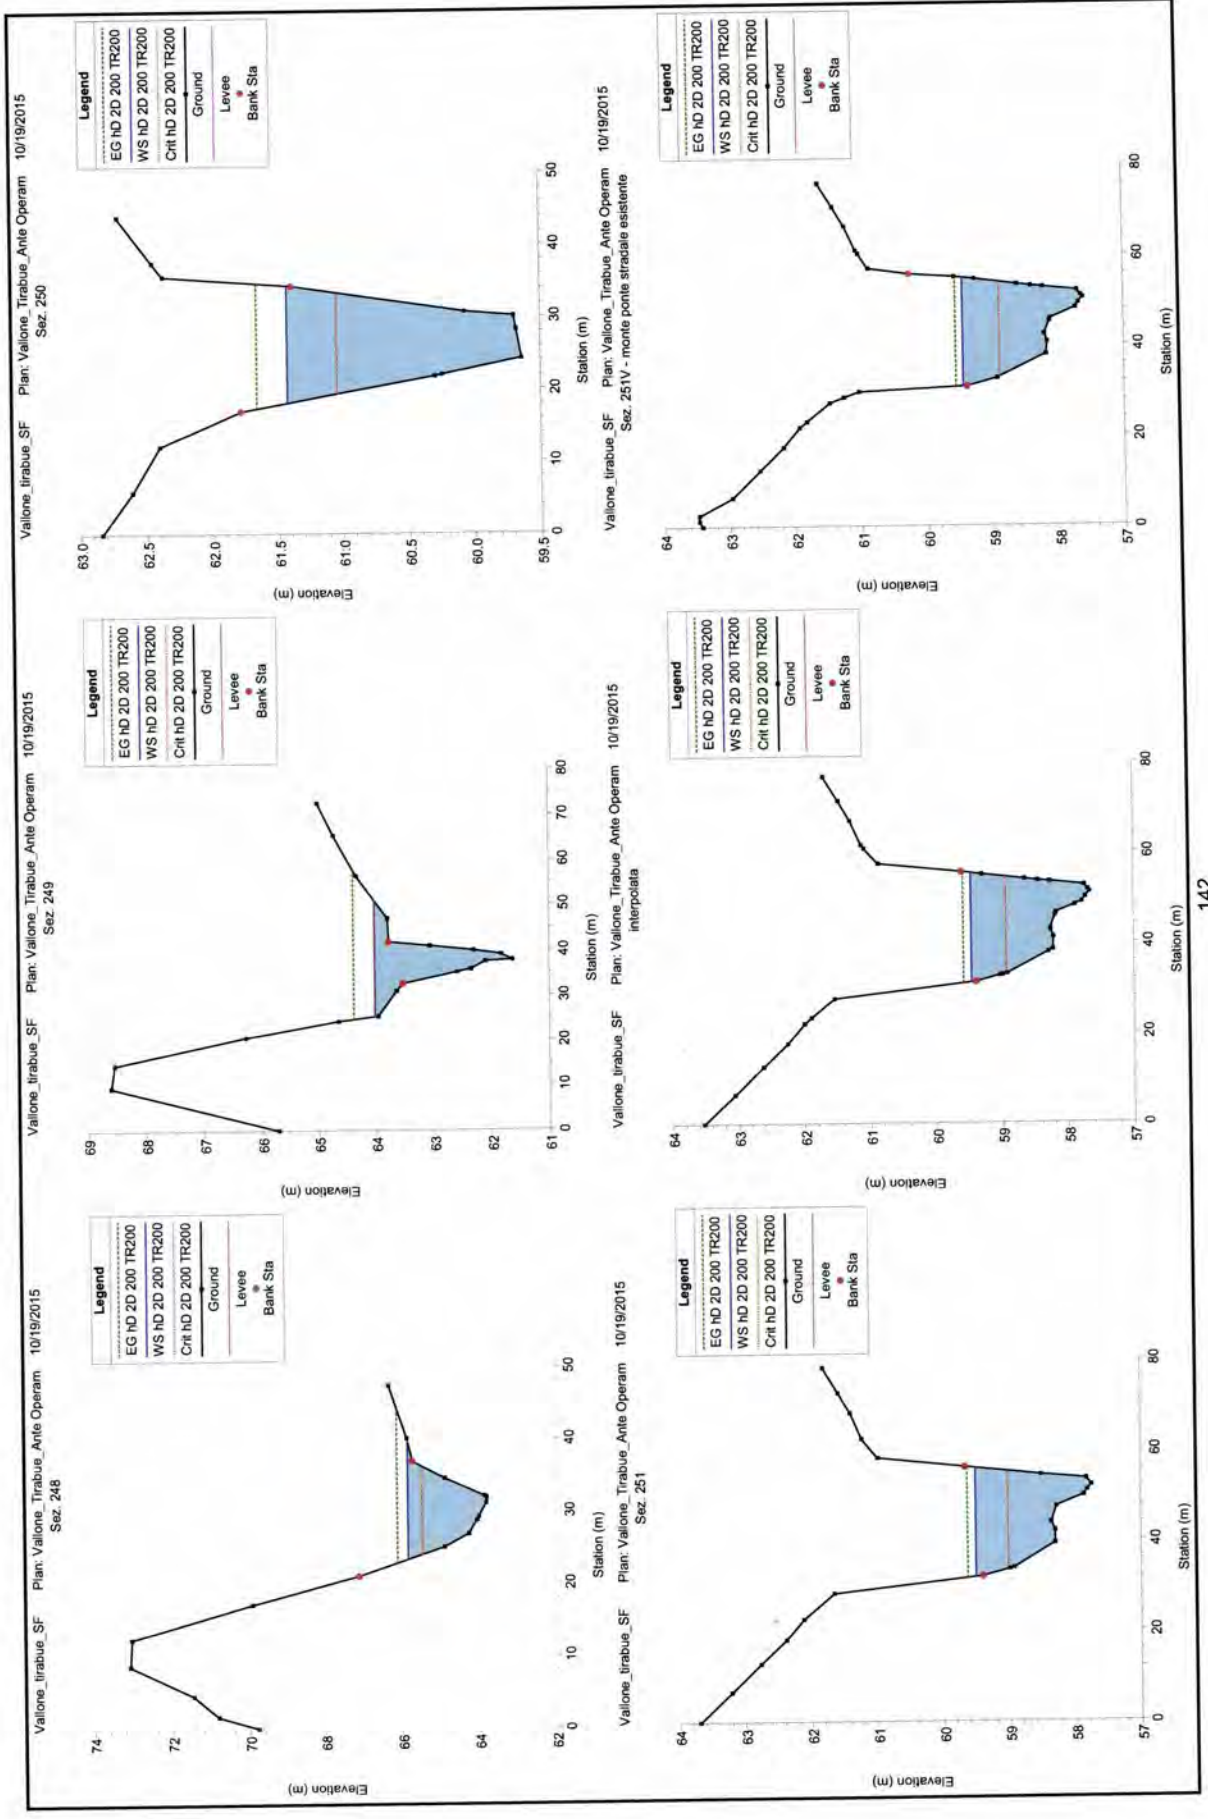 Vallone_tirabue_SF Plan: Vallone_Tirabue_Ante Operam 10/19/2015
Sez. 248
Legend
EG hD 2D 200 TR200
WS hD 2D 200 TR200
Crit hD 2D 200 TR200
Ground
Levee
Bank Sta
74
72
70
68
66
64
62
Elevation (m)
0 10 20 30 40 50
Station (m)
Vallone_tirabue_SF Plan: Vallone_Tirabue_Ante Operam 10/19/2015
Sez. 249
Legend
EG hD 2D 200 TR200
WS hD 2D 200 TR200
Crit hD 2D 200 TR200
Ground
Levee
Bank Sta
69
68
67
66
65
64
63
62
61
Elevation (m)
0 10 20 30 40 50 60 70 80
Station (m)
Vallone_tirabue_SF Plan: Vallone_Tirabue_Ante Operam 10/19/2015
Sez. 250
Legend
EG hD 2D 200 TR200
WS hD 2D 200 TR200
Crit hD 2D 200 TR200
Ground
Levee
Bank Sta
63.0
62.5
62.0
61.5
61.0
60.5
60.0
59.5
Elevation (m)
0 10 20 30 40 50
Station (m)
Vallone_tirabue_SF Plan: Vallone_Tirabue_Ante Operam 10/19/2015
Sez. 251
Legend
EG hD 2D 200 TR200
WS hD 2D 200 TR200
Crit hD 2D 200 TR200
Ground
Levee
Bank Sta
64
63
62
61
60
59
58
57
Elevation (m)
0 20 40 60 80
Station (m)
Vallone_tirabue_SF Plan: Vallone_Tirabue_Ante Operam 10/19/2015
interpolata
Legend
EG hD 2D 200 TR200
WS hD 2D 200 TR200
Crit hD 2D 200 TR200
Ground
Levee
Bank Sta
64
63
62
61
60
59
58
57
Elevation (m)
0 20 40 60 80
Station (m)
Vallone_tirabue_SF Plan: Vallone_Tirabue_Ante Operam 10/19/2015
Sez. 251V - monte ponte stradale esistente
Legend
EG hD 2D 200 TR200
WS hD 2D 200 TR200
Crit hD 2D 200 TR200
Ground
Levee
Bank Sta
64
63
62
61
60
59
58
57
Elevation (m)
0 20 40 60 80
Station (m)
142